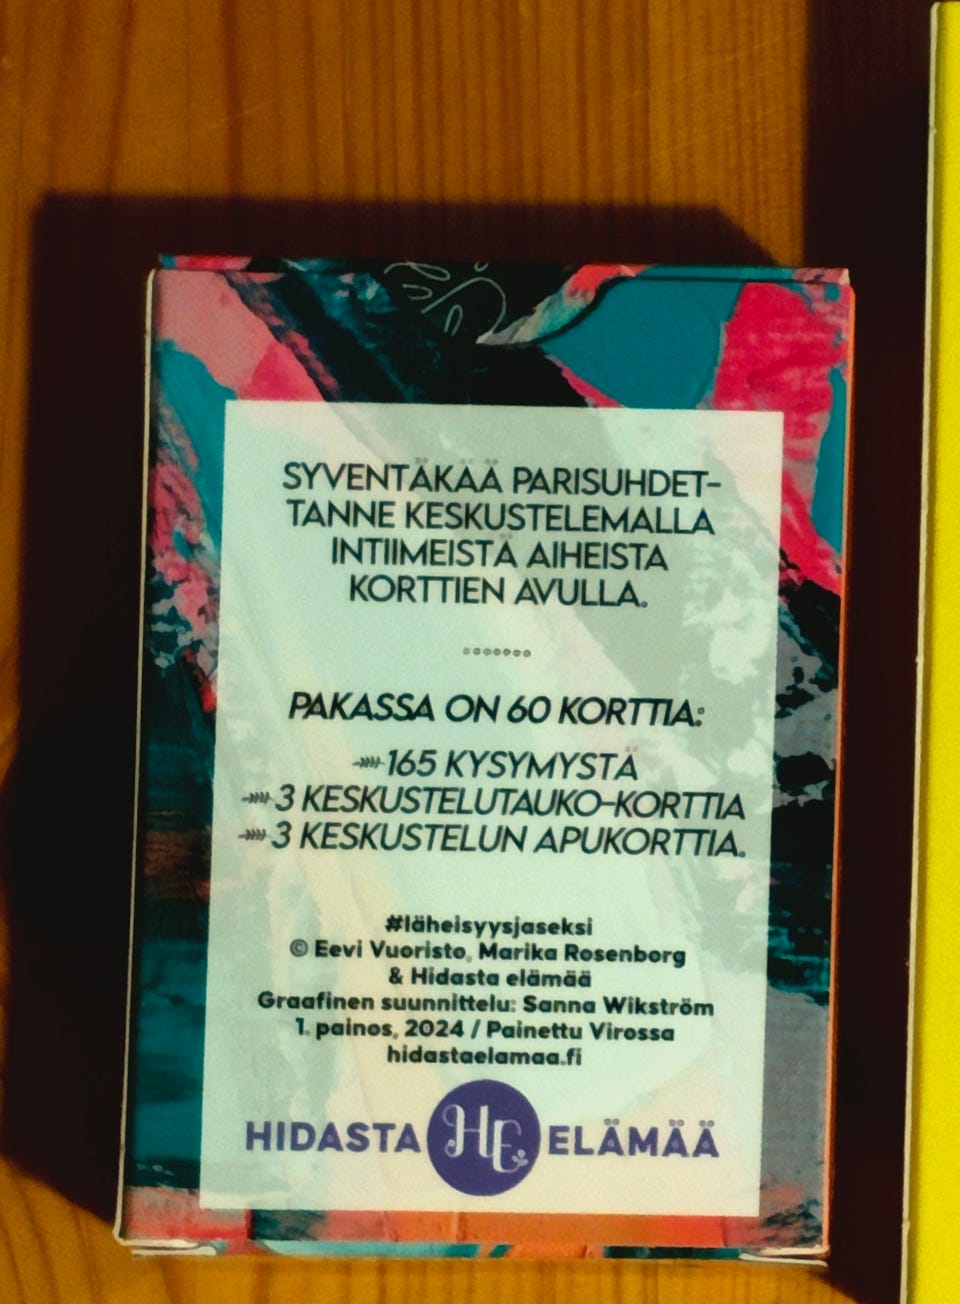 SYVENTÄKÄÄ PARISUHDET-
TANNE KESKUSTELEMALLA
INTIIMEISTÄ AIHEISTA
KORTTIEN AVULLA.
PAKASSA ON 60 KORTTIA:
165 KYSYMYSTÄ
3 KESKUSTELUTAUKO-KORTTIA
3 KESKUSTELUN APUKORTTIA.
#läheisyysjaseksi
© Eevi Vuoristo, Marika Rosenborg
& Hidasta elämää
Graafinen suunnittelu: Sanna Wikström
1. painos, 2024 / Painettu Virossa
hidastaelamaa.fi
HIDASTA HE ELÄMÄÄ